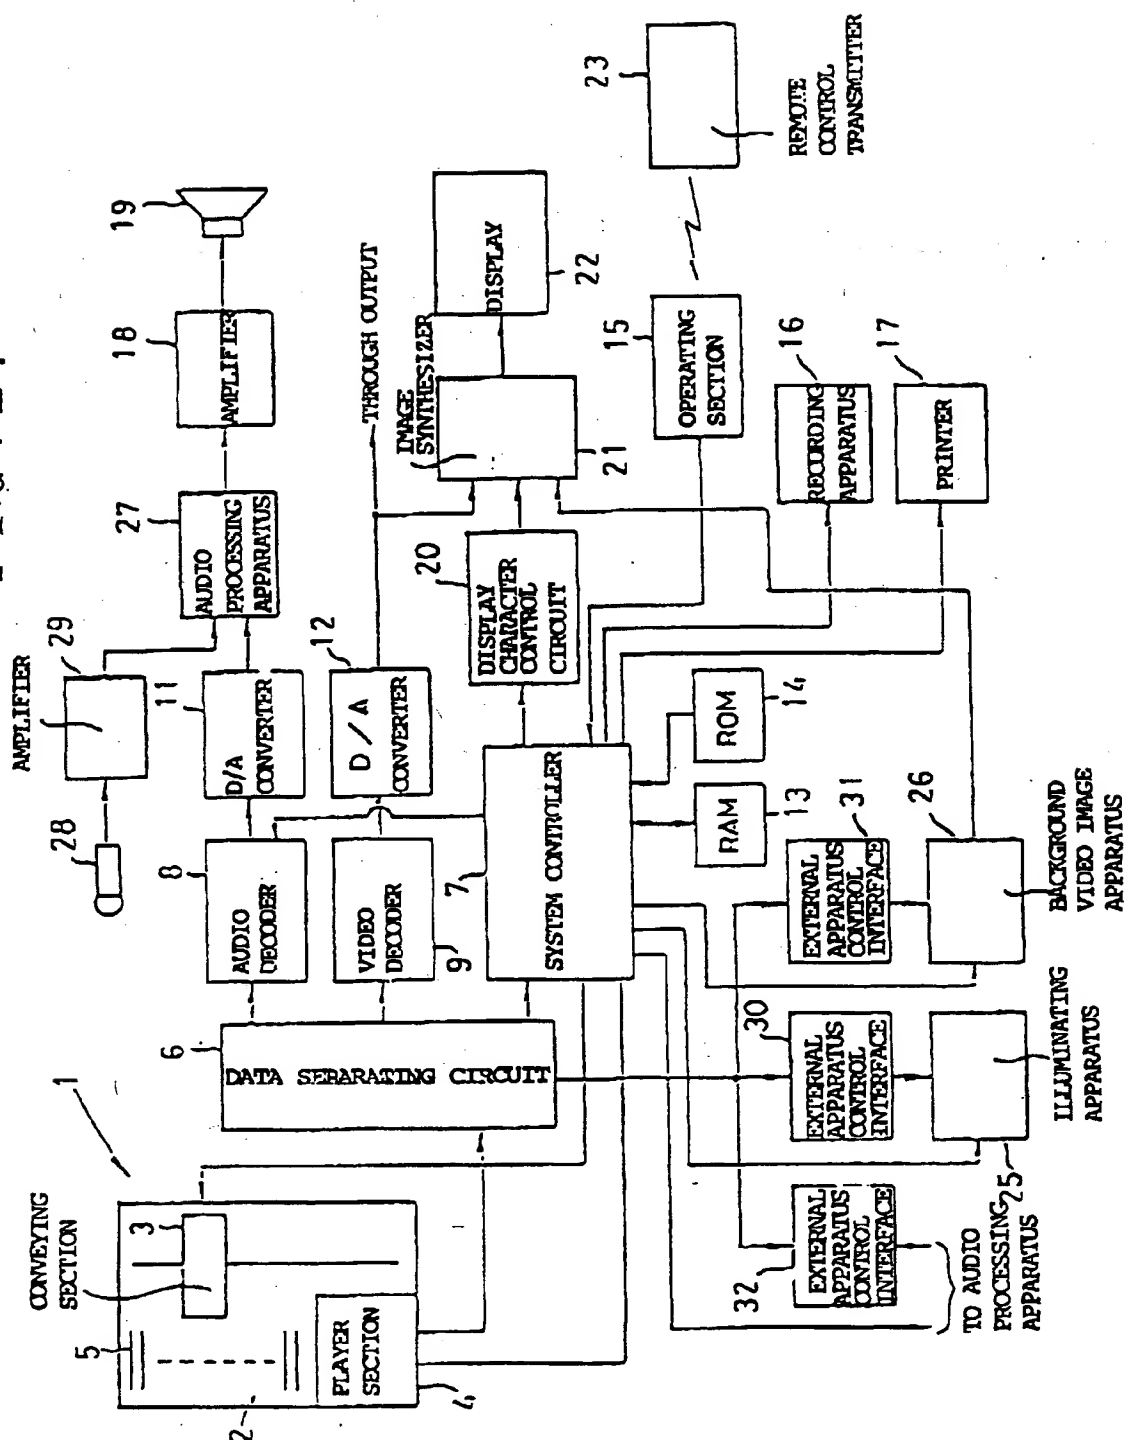 1
CONVEYING
SECTION
3
5
2
PLAYER
SECTION
4
6
DATA SEPARATING CIRCUIT
28
AMPLIFIER
29
8
AUDIO
DECODER
11
D/A
CONVERTER
27
AUDIO
PROCESSING
APPARATUS
18
AMPLIFIER
19
VIDEO
DECODER
9
12
D/A
CONVERTER
THROUGH OUTPUT
7
SYSTEM CONTROLLER
20
DISPLAY
CHARACTER
CONTROL
CIRCUIT
IMAGE
SYNTHESIZER
21
DISPLAY
22
15
OPERATING
SECTION
23
REMOTE
CONTROL
TRANSMITTER
RAM
13
ROM
14
16
RECORDING
APPARATUS
17
PRINTER
32
EXTERNAL
APPARATUS
CONTROL
INTERFACE
TO AUDIO
PROCESSING
APPARATUS
30
EXTERNAL
APPARATUS
CONTROL
INTERFACE
25
ILLUMINATING
APPARATUS
31
EXTERNAL
APPARATUS
CONTROL
INTERFACE
26
BACKGROUND
VIDEO IMAGE
APPARATUS